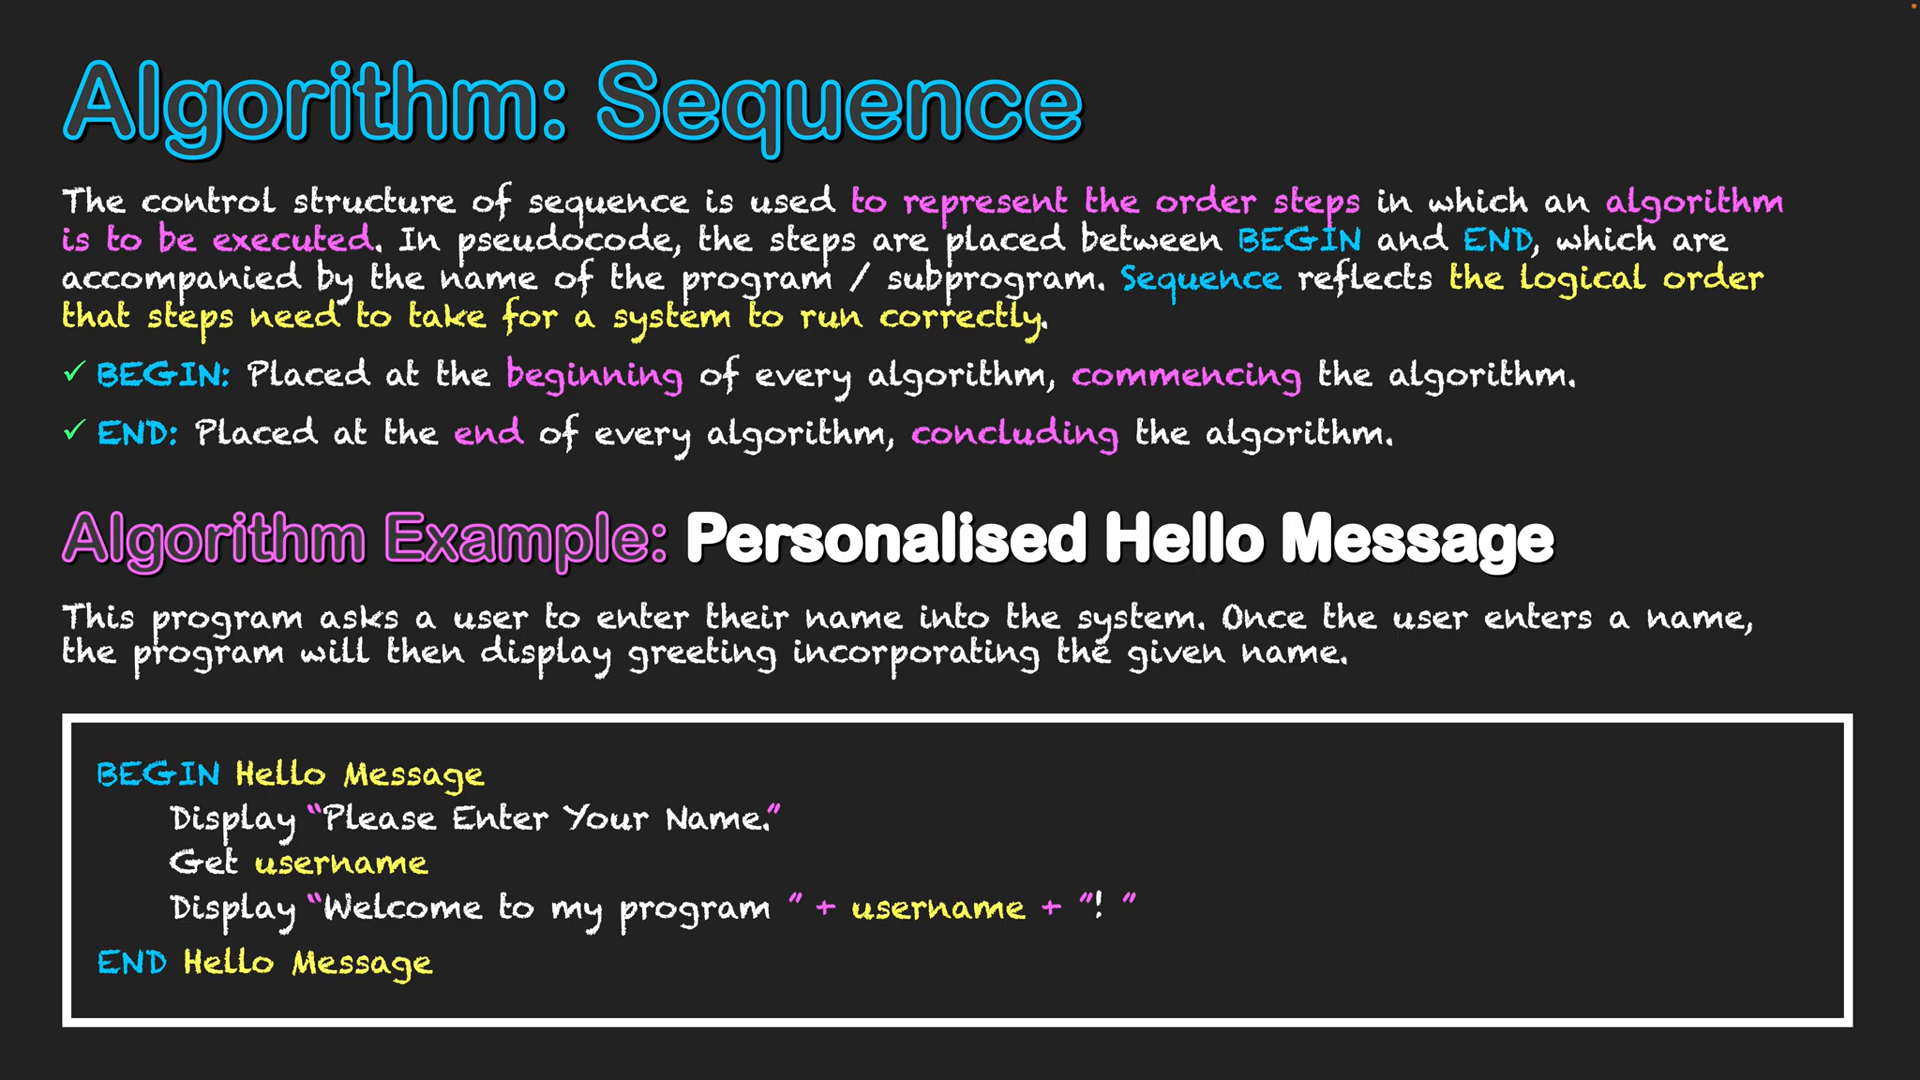 Algorithm: Sequence
The control structure of sequence is used to represent the order steps in which an algorithm
is to be executed. In pseudocode, the steps are placed between BEGIN and END, which are
accompanied by the name of the program / subprogram. Sequence reflects the logical order
that steps need to take for a system to run correctly.
✓ BEGIN: Placed at the beginning of every algorithm, commencing the algorithm.
✓ END: Placed at the end of every algorithm, concluding the algorithm.
Algorithm Example: Personalised Hello Message
This program asks a user to enter their name into the system. Once the user enters a name,
the program will then display greeting incorporating the given name.
BEGIN Hello Message
Display “Please Enter Your Name.”
Get username
Display “Welcome to my program ” + username + ”! ”
END Hello Message